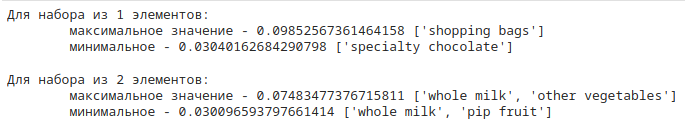 Для набора из 1 элементов:
максимальное значение - 0.09852567361464158 ['shopping bags']
минимальное - 0.03040162684290798 ['specialty chocolate']
Для набора из 2 элементов:
максимальное значение - 0.07483477376715811 ['whole milk', 'other vegetables']
минимальное - 0.030096593797661414 ['whole milk', 'pip fruit']